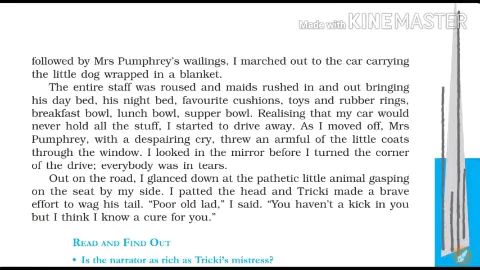 Made with KINEMASTER
followed by Mrs Pumphrey's wailings, I marched out to the car carrying
the little dog wrapped in a blanket.
The entire staff was roused and maids rushed in and out bringing
his day bed, his night bed, favourite cushions, toys and rubber rings,
breakfast bowl, lunch bowl, supper bowl. Realising that my car would
never hold all the stuff, I started to drive away. As I moved off, Mrs
Pumphrey, with a despairing cry, threw an armful of the little coats
through the window. I looked in the mirror before I turned the corner
of the drive; everybody was in tears.
Out on the road, I glanced down at the pathetic little animal gasping
on the seat by my side. I patted the head and Tricki made a brave
effort to wag his tail. “Poor old lad,” I said. “You haven't a kick in you
but I think I know a cure for you.”
READ AND FIND OUT
• Is the narrator as rich as Tricki's mistress?